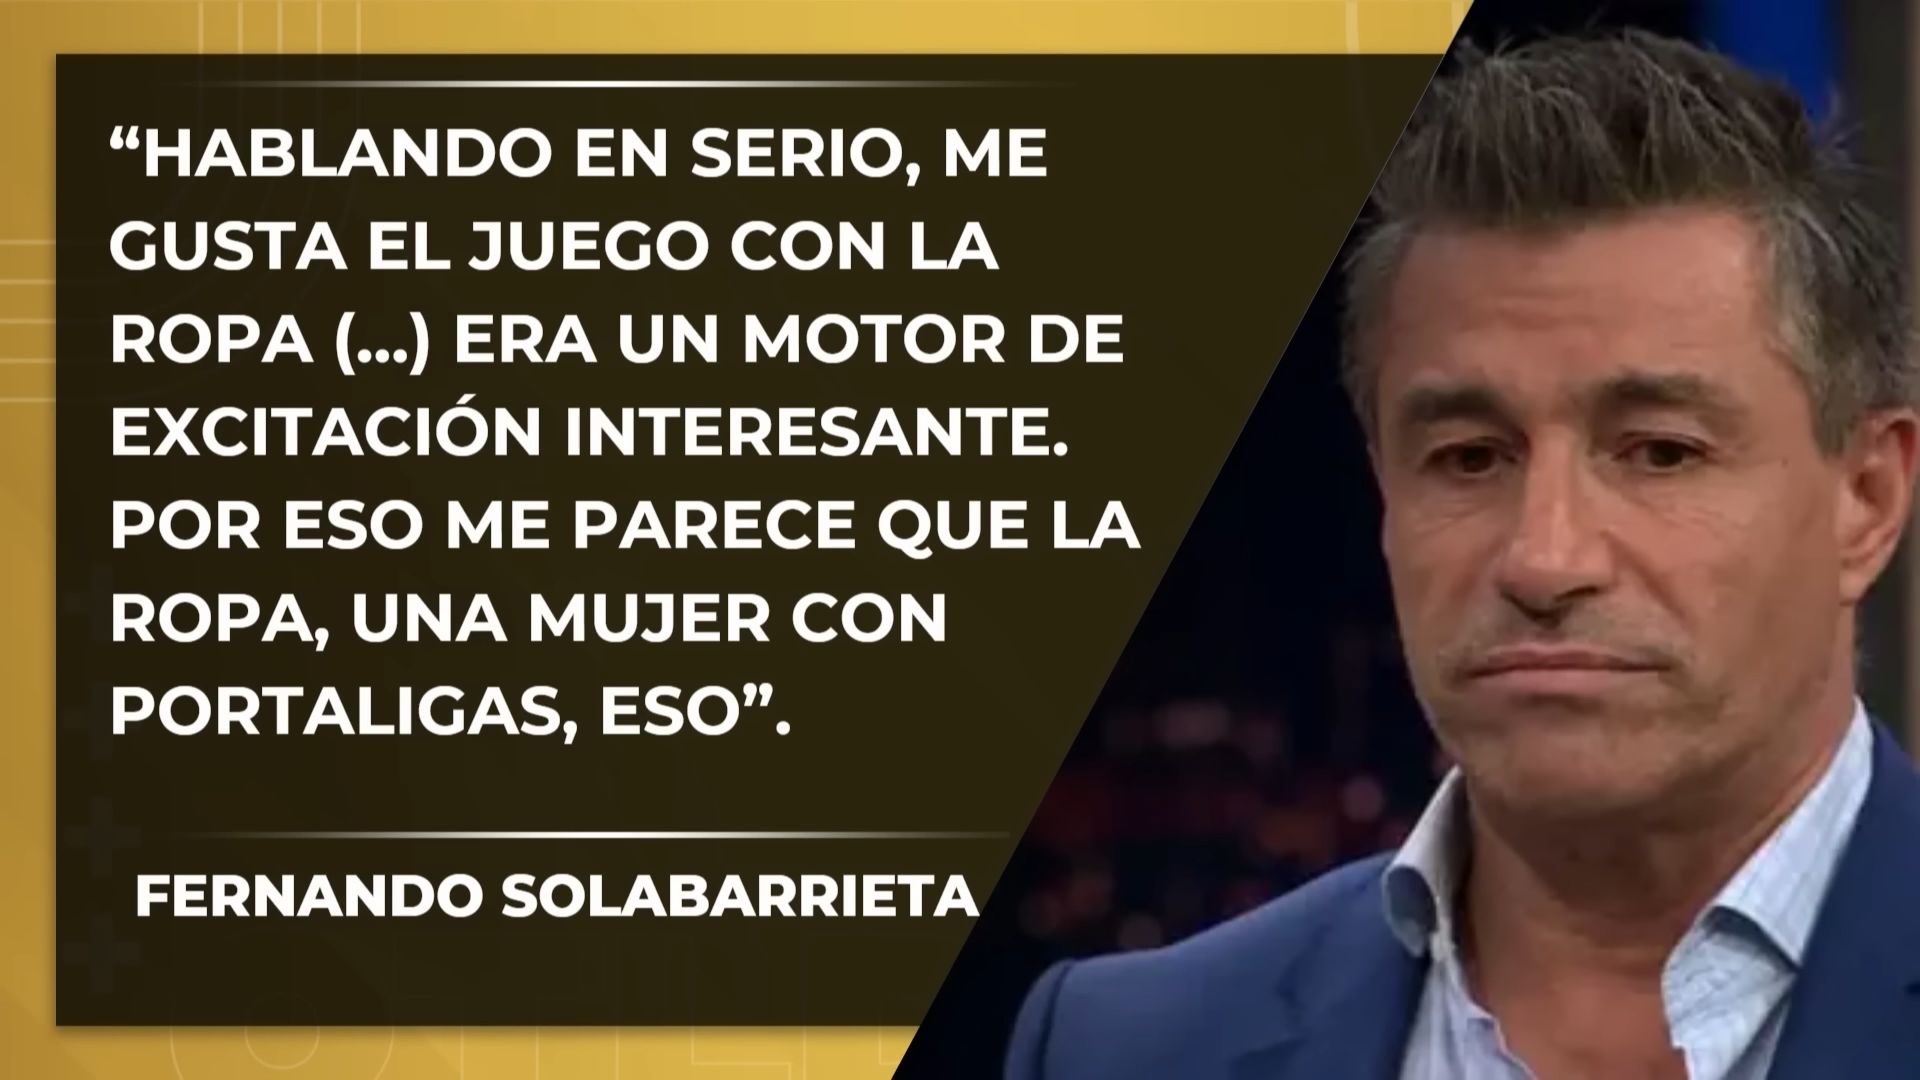 “HABLANDO EN SERIO, ME
GUSTA EL JUEGO CON LA
ROPA (...) ERA UN MOTOR DE
EXCITACIÓN INTERESANTE.
POR ESO ME PARECE QUE LA
ROPA, UNA MUJER CON
PORTALIGAS, ESO”.
FERNANDO SOLABARRIETA